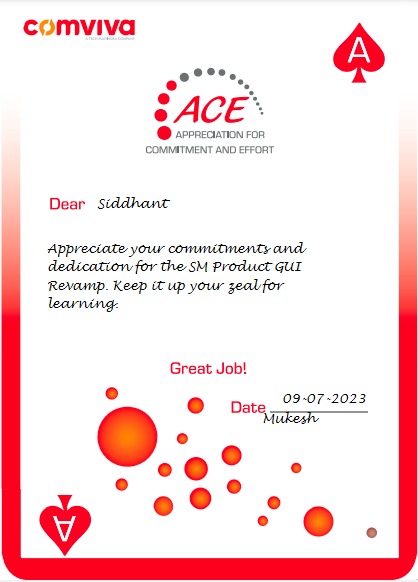 comviva
A
ACE
APPRECIATION FOR
COMMITMENT AND EFFORT
Dear Siddhant
Appreciate your commitments and
dedication for the SM Product GUI
Revamp. Keep it up your zeal for
learning.
Great Job!
Date 09-07-2023
Mukesh
A